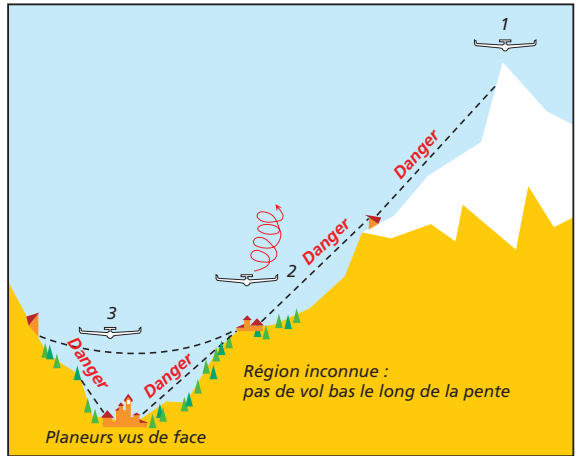 1
Danger
Danger
2
3
Danger
Danger
Région inconnue :
pas de vol bas le long de la pente
Planeurs vus de face